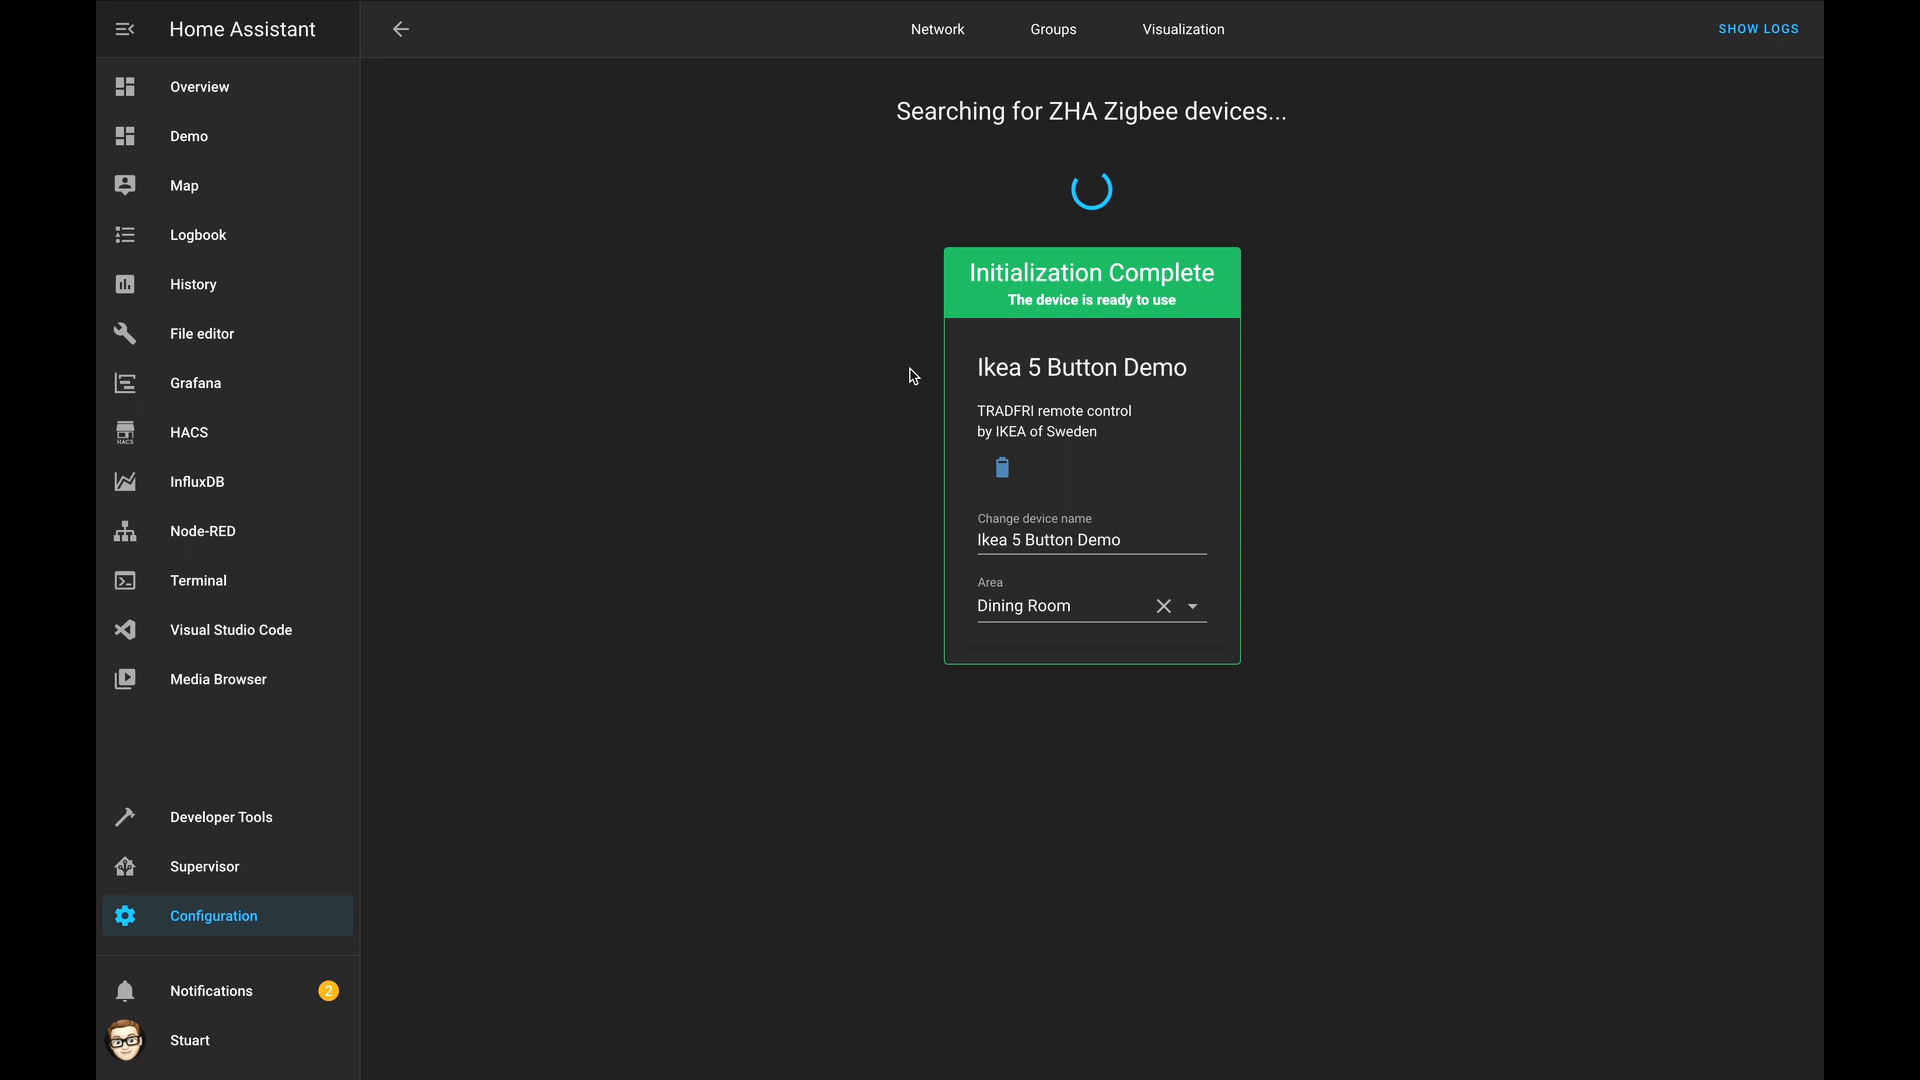 Home Assistant
Network
Groups
Visualization
SHOW LOGS
Overview
Demo
Map
Logbook
History
File editor
Grafana
HACS
HACS
InfluxDB
Node-RED
Terminal
Visual Studio Code
Media Browser
Developer Tools
Supervisor
Configuration
Notifications
2
Stuart
Searching for ZHA Zigbee devices...
Initialization Complete
The device is ready to use
Ikea 5 Button Demo
TRADFRI remote control
by IKEA of Sweden
Change device name
Ikea 5 Button Demo
Area
Dining Room